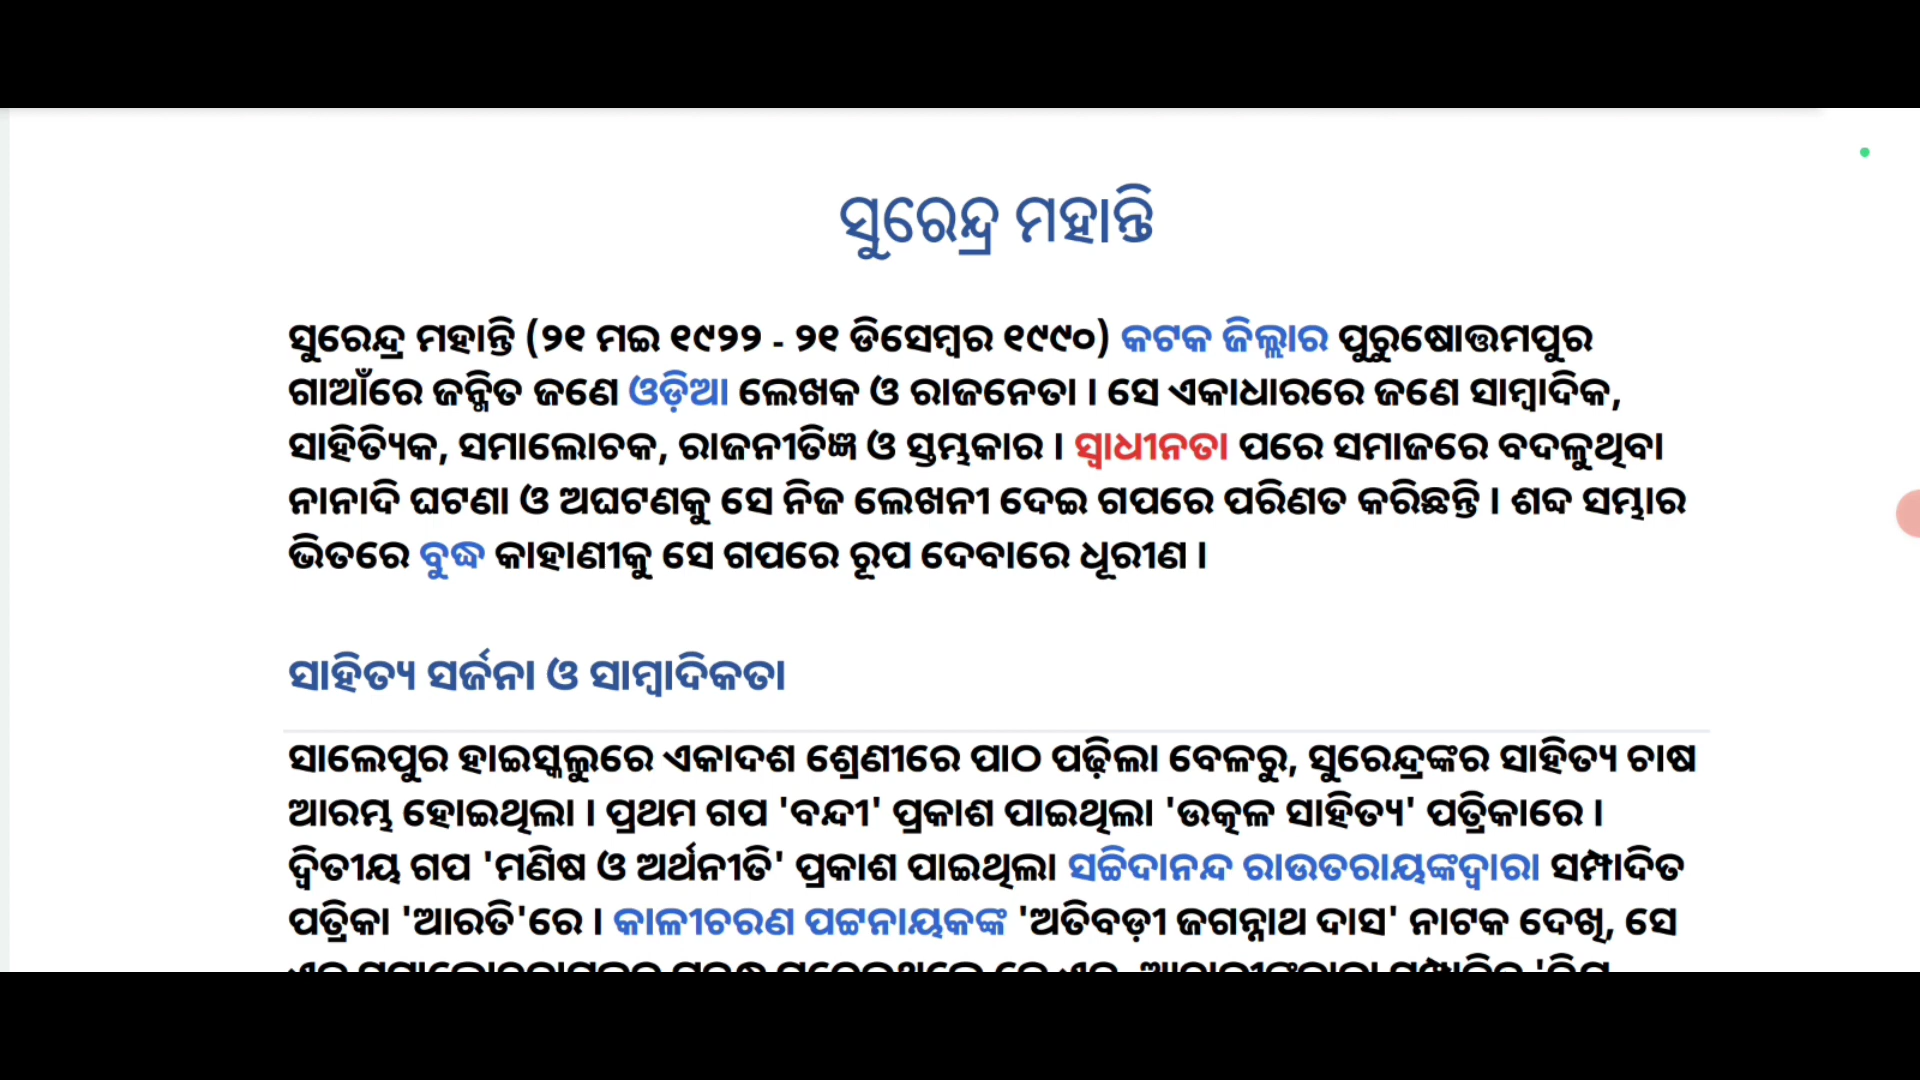 ସୁରେନ୍ଦ୍ର ମହାନ୍ତି
ସୁରେନ୍ଦ୍ର ମହାନ୍ତି (୨୧ ମଇ ୧୯୨୨ - ୨୧ ଡିସେମ୍ବର ୧୯୯୦) କଟକ ଜିଲ୍ଲାର ପୁରୁଷୋତ୍ତମପୁର
ଗାଆଁରେ ଜନ୍ମିତ ଜଣେ ଓଡ଼ିଆ ଲେଖକ ଓ ରାଜନେତା । ସେ ଏକାଧାରରେ ଜଣେ ସାମ୍ବାଦିକ,
ସାହିତ୍ୟିକ, ସମାଲୋଚକ, ରାଜନୀତିଜ୍ଞ ଓ ସ୍ତମ୍ଭକାର । ସ୍ୱାଧୀନତା ପରେ ସମାଜରେ ବଦଳୁଥିବା
ନାନାଦି ଘଟଣା ଓ ଅଘଟଣକୁ ସେ ନିଜ ଲେଖନୀ ଦେଇ ଗପରେ ପରିଣତ କରିଛନ୍ତି । ଶବ୍ଦ ସମ୍ଭାର
ଭିତରେ ବୁଦ୍ଧ କାହାଣୀକୁ ସେ ଗପରେ ରୂପ ଦେବାରେ ଧୂରୀଣ ।
ସାହିତ୍ୟ ସର୍ଜନା ଓ ସାମ୍ବାଦିକତା
ସାଲେପୁର ହାଇସ୍କୁଲରେ ଏକାଦଶ ଶ୍ରେଣୀରେ ପାଠ ପଢ଼ିଲା ବେଳରୁ, ସୁରେନ୍ଦ୍ରଙ୍କର ସାହିତ୍ୟ ଚାଷ
ଆରମ୍ଭ ହୋଇଥିଲା । ପ୍ରଥମ ଗପ 'ବନ୍ଦୀ' ପ୍ରକାଶ ପାଇଥିଲା 'ଉତ୍କଳ ସାହିତ୍ୟ' ପତ୍ରିକାରେ ।
ଦ୍ୱିତୀୟ ଗପ 'ମଣିଷ ଓ ଅର୍ଥନୀତି' ପ୍ରକାଶ ପାଇଥିଲା ସଚ୍ଚିଦାନନ୍ଦ ରାଉତରାୟଙ୍କଦ୍ୱାରା ସମ୍ପାଦିତ
ପତ୍ରିକା 'ଆରତି'ରେ । କାଳୀଚରଣ ପଟ୍ଟନାୟକଙ୍କ 'ଅତିବଡ଼ୀ ଜଗନ୍ନାଥ ଦାସ' ନାଟକ ଦେଖି, ସେ